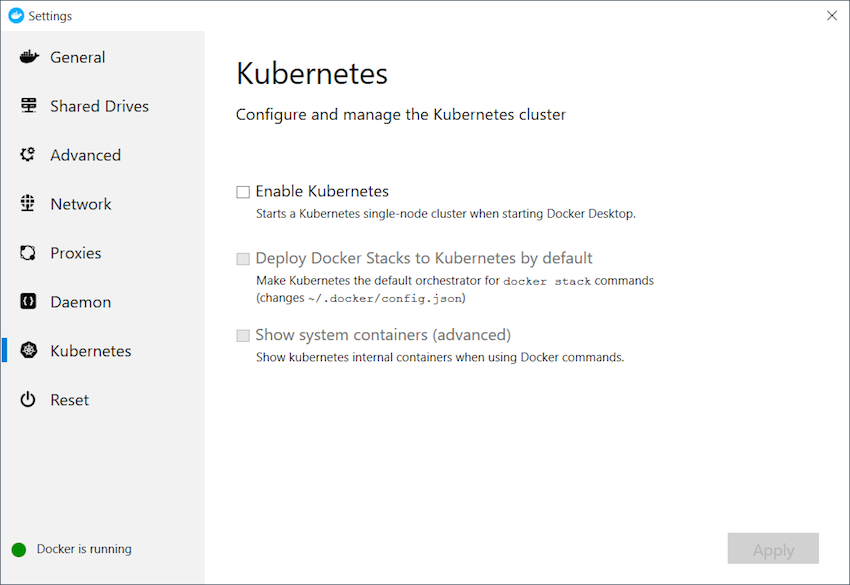 Settings
General
Shared Drives
Advanced
Network
Proxies
Daemon
Kubernetes
Reset
Docker is running
Kubernetes
Configure and manage the Kubernetes cluster
Enable Kubernetes
Starts a Kubernetes single-node cluster when starting Docker Desktop.
Deploy Docker Stacks to Kubernetes by default
Make Kubernetes the default orchestrator for docker stack commands
(changes ~/.docker/config.json)
Show system containers (advanced)
Show kubernetes internal containers when using Docker commands.
Apply